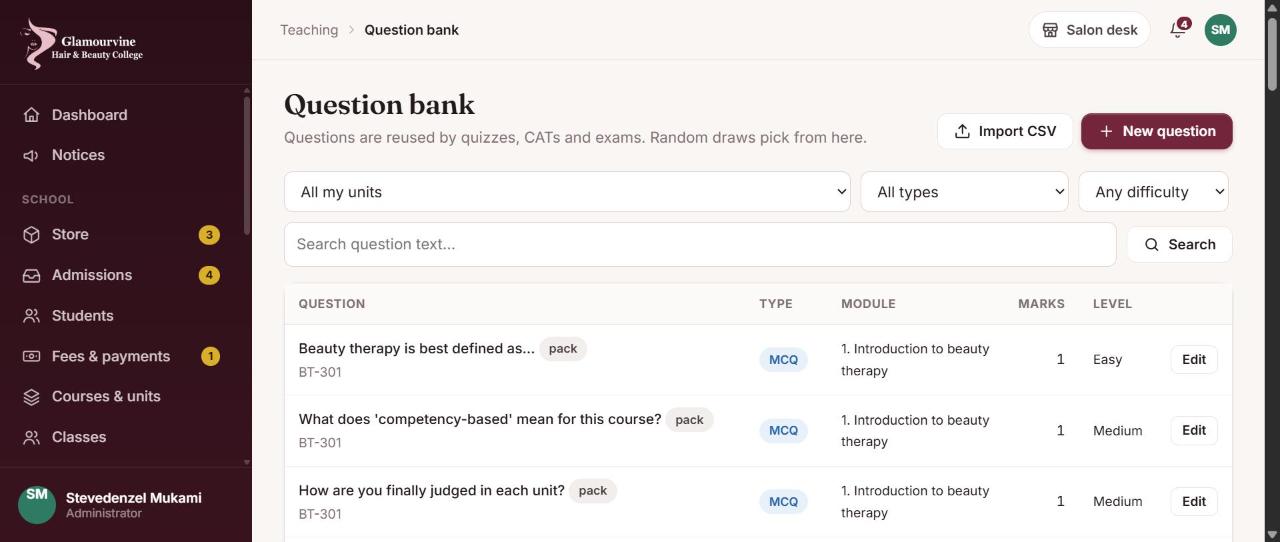 Glamourvine
Hair & Beauty College
Dashboard
Notices
SCHOOL
Store 3
Admissions 4
Students
Fees & payments 1
Courses & units
Classes
SM
Stevedenzel Mukami
Administrator
Teaching > Question bank
Salon desk
4
SM
Question bank
Questions are reused by quizzes, CATs and exams. Random draws pick from here.
Import CSV
+ New question
All my units
All types
Any difficulty
Search question text...
Search
QUESTION TYPE MODULE MARKS LEVEL
Beauty therapy is best defined as... pack
BT-301
MCQ
1. Introduction to beauty
therapy
1
Easy
Edit
What does 'competency-based' mean for this course? pack
BT-301
MCQ
1. Introduction to beauty
therapy
1
Medium
Edit
How are you finally judged in each unit? pack
BT-301
MCQ
1. Introduction to beauty
therapy
1
Medium
Edit